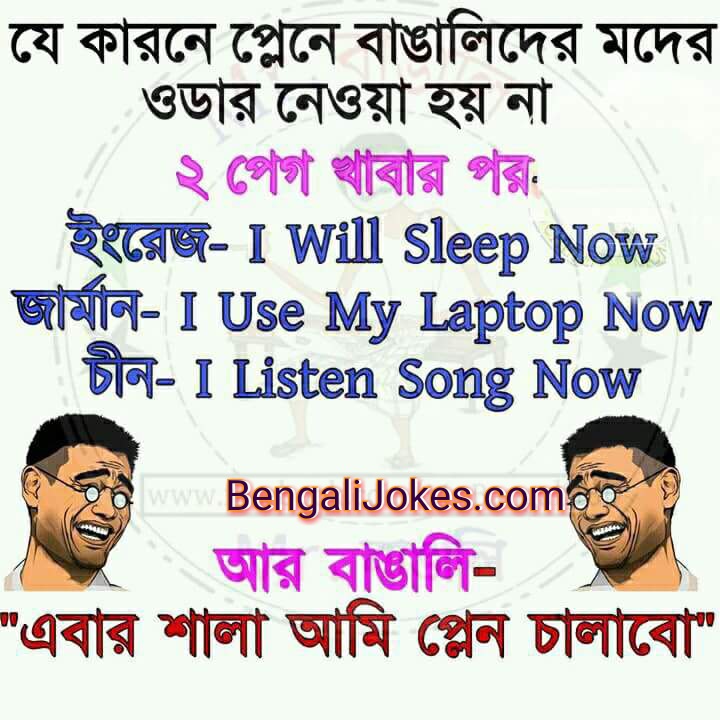 যে কারনে প্লেনে বাঙালিদের মদের
ওডার নেওয়া হয় না
২ পেগ খাবার পর.
ইংরেজ- I Will Sleep Now
জার্মান- I Use My Laptop Now
চীন- I Listen Song Now
www.
BengaliJokes.com
আর বাঙালি-
"এবার শালা আমি প্লেন চালাবো"